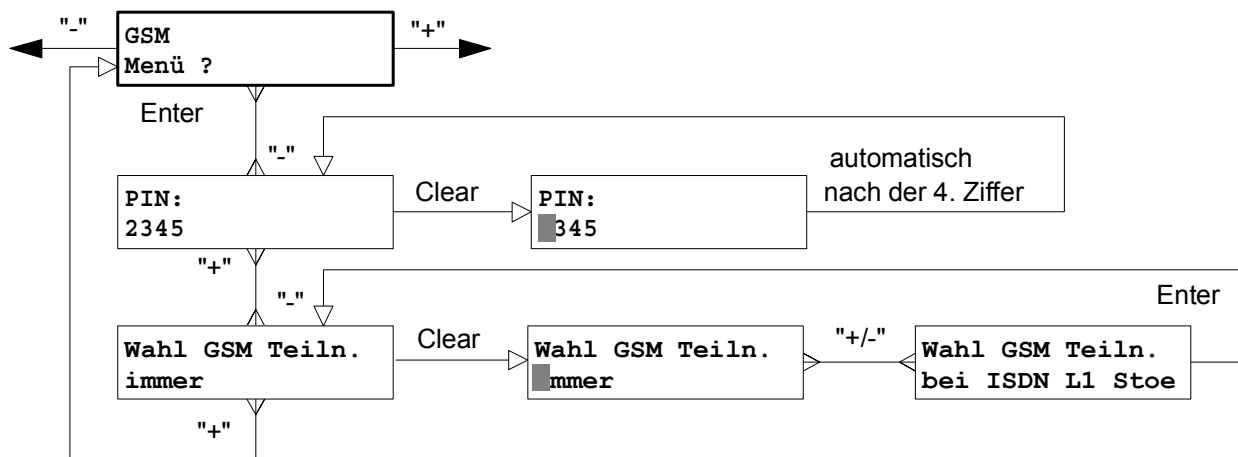 "-"
GSM
Menü ?
"+"
Enter
"-"
PIN:
2345
Clear
PIN:
345
automatisch
nach der 4. Ziffer
"+"
"-"
Enter
Wahl GSM Teiln.
immer
Clear
Wahl GSM Teiln.
mmer
"+/-"
Wahl GSM Teiln.
bei ISDN L1 Stoe
"+"